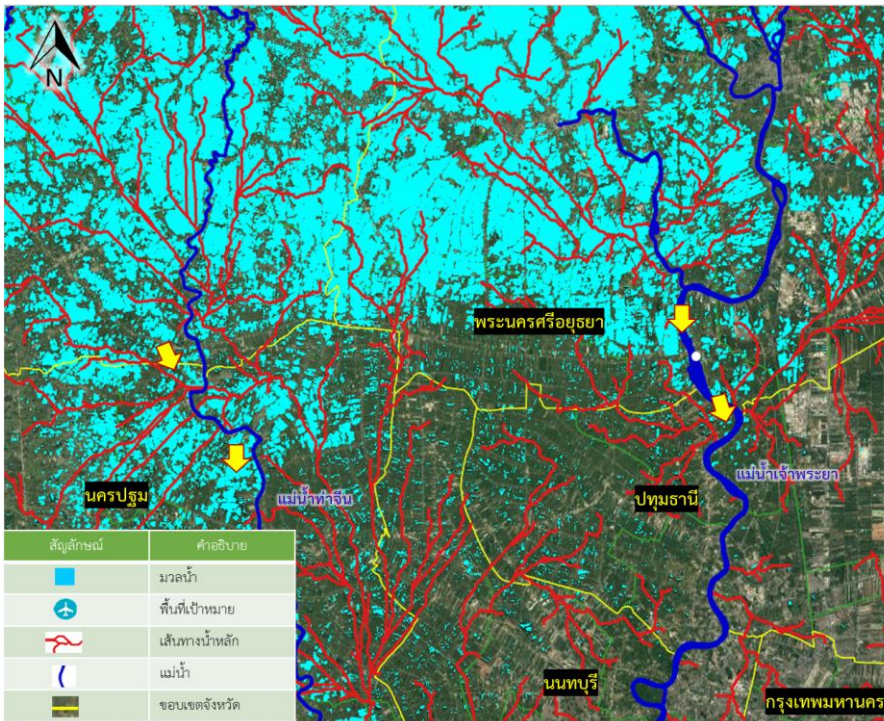 N
พระนครศรีอยุธยา
นครปฐม
แม่น้ำท่าจีน
ปทุมธานี
แม่น้ำเจ้าพระยา
นนทบุรี
กรุงเทพมหานคร
สัญลักษณ์ คำอธิบาย
มวลน้ำ
พื้นที่เป้าหมาย
เส้นทางน้ำหลัก
แม่น้ำ
ขอบเขตจังหวัด